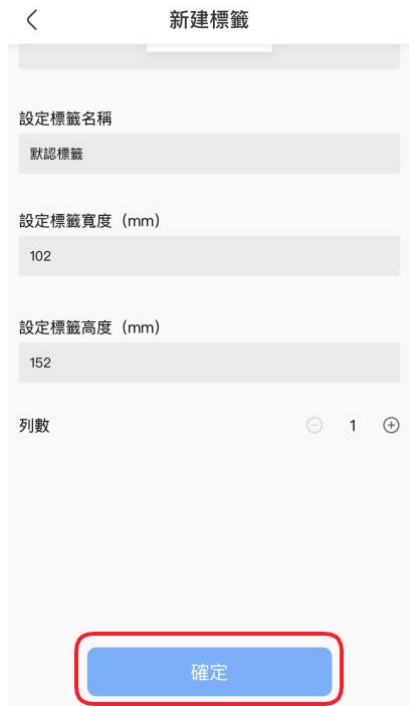 新建標籤
設定標籤名稱
默認標籤
設定標籤寬度（mm）
102
設定標籤高度（mm）
152
列數 1
確定